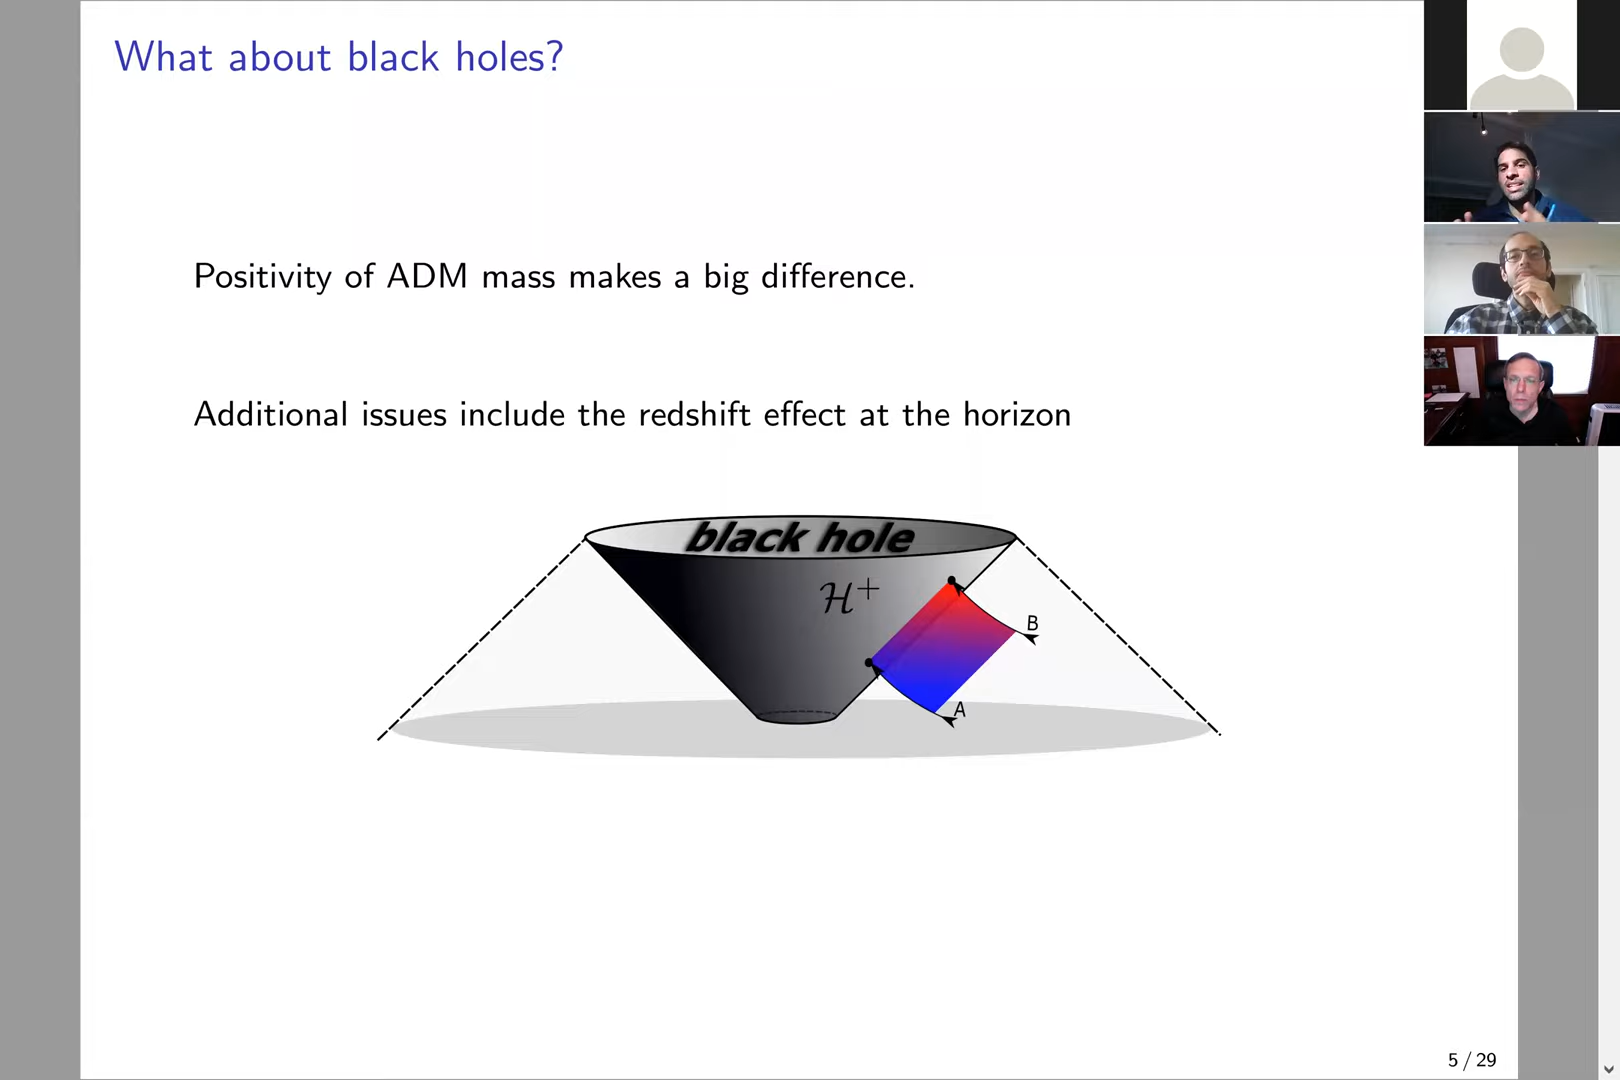 What about black holes?
Positivity of ADM mass makes a big difference.
Additional issues include the redshift effect at the horizon
black hole
ℋ⁺
B
A
5 / 29